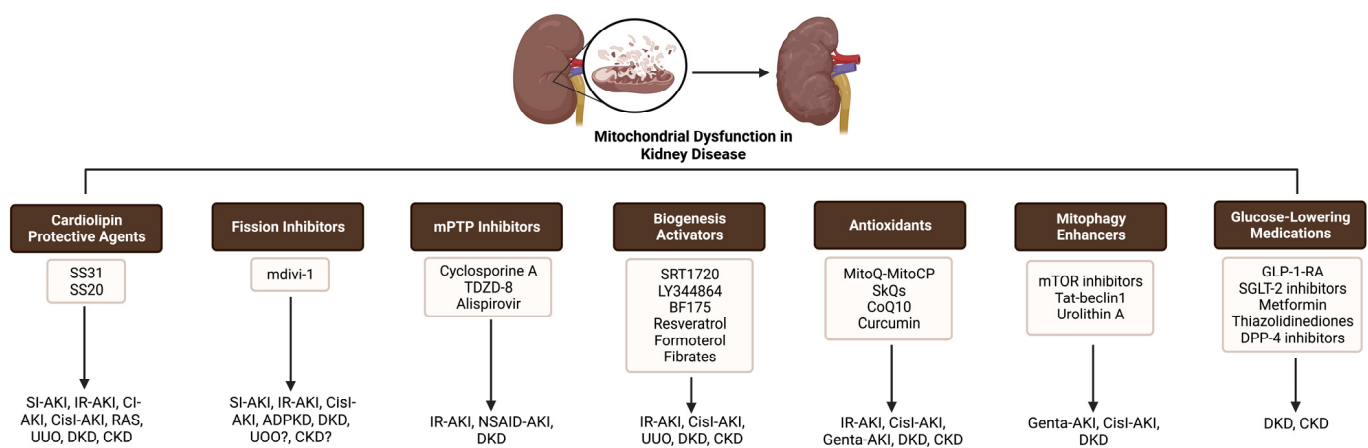 Mitochondrial Dysfunction in
Kidney Disease
Cardiolipin
Protective Agents
SS31
SS20
SI-AKI, IR-AKI, CI-
AKI, CisI-AKI, RAS,
UUO, DKD, CKD
Fission Inhibitors
mdivi-1
SI-AKI, IR-AKI, CisI-
AKI, ADPKD, DKD,
UOO?, CKD?
mPTP Inhibitors
Cyclosporine A
TDZD-8
Alispirovir
IR-AKI, NSAID-AKI,
DKD
Biogenesis
Activators
SRT1720
LY344864
BF175
Resveratrol
Formoterol
Fibrates
IR-AKI, CisI-AKI,
UUO, DKD, CKD
Antioxidants
MitoQ-MitoCP
SkQs
CoQ10
Curcumin
IR-AKI, CisI-AKI,
Genta-AKI, DKD, CKD
Mitophagy
Enhancers
mTOR inhibitors
Tat-beclin1
Urolithin A
Genta-AKI, CisI-AKI,
DKD
Glucose-Lowering
Medications
GLP-1-RA
SGLT-2 inhibitors
Metformin
Thiazolidinediones
DPP-4 inhibitors
DKD, CKD